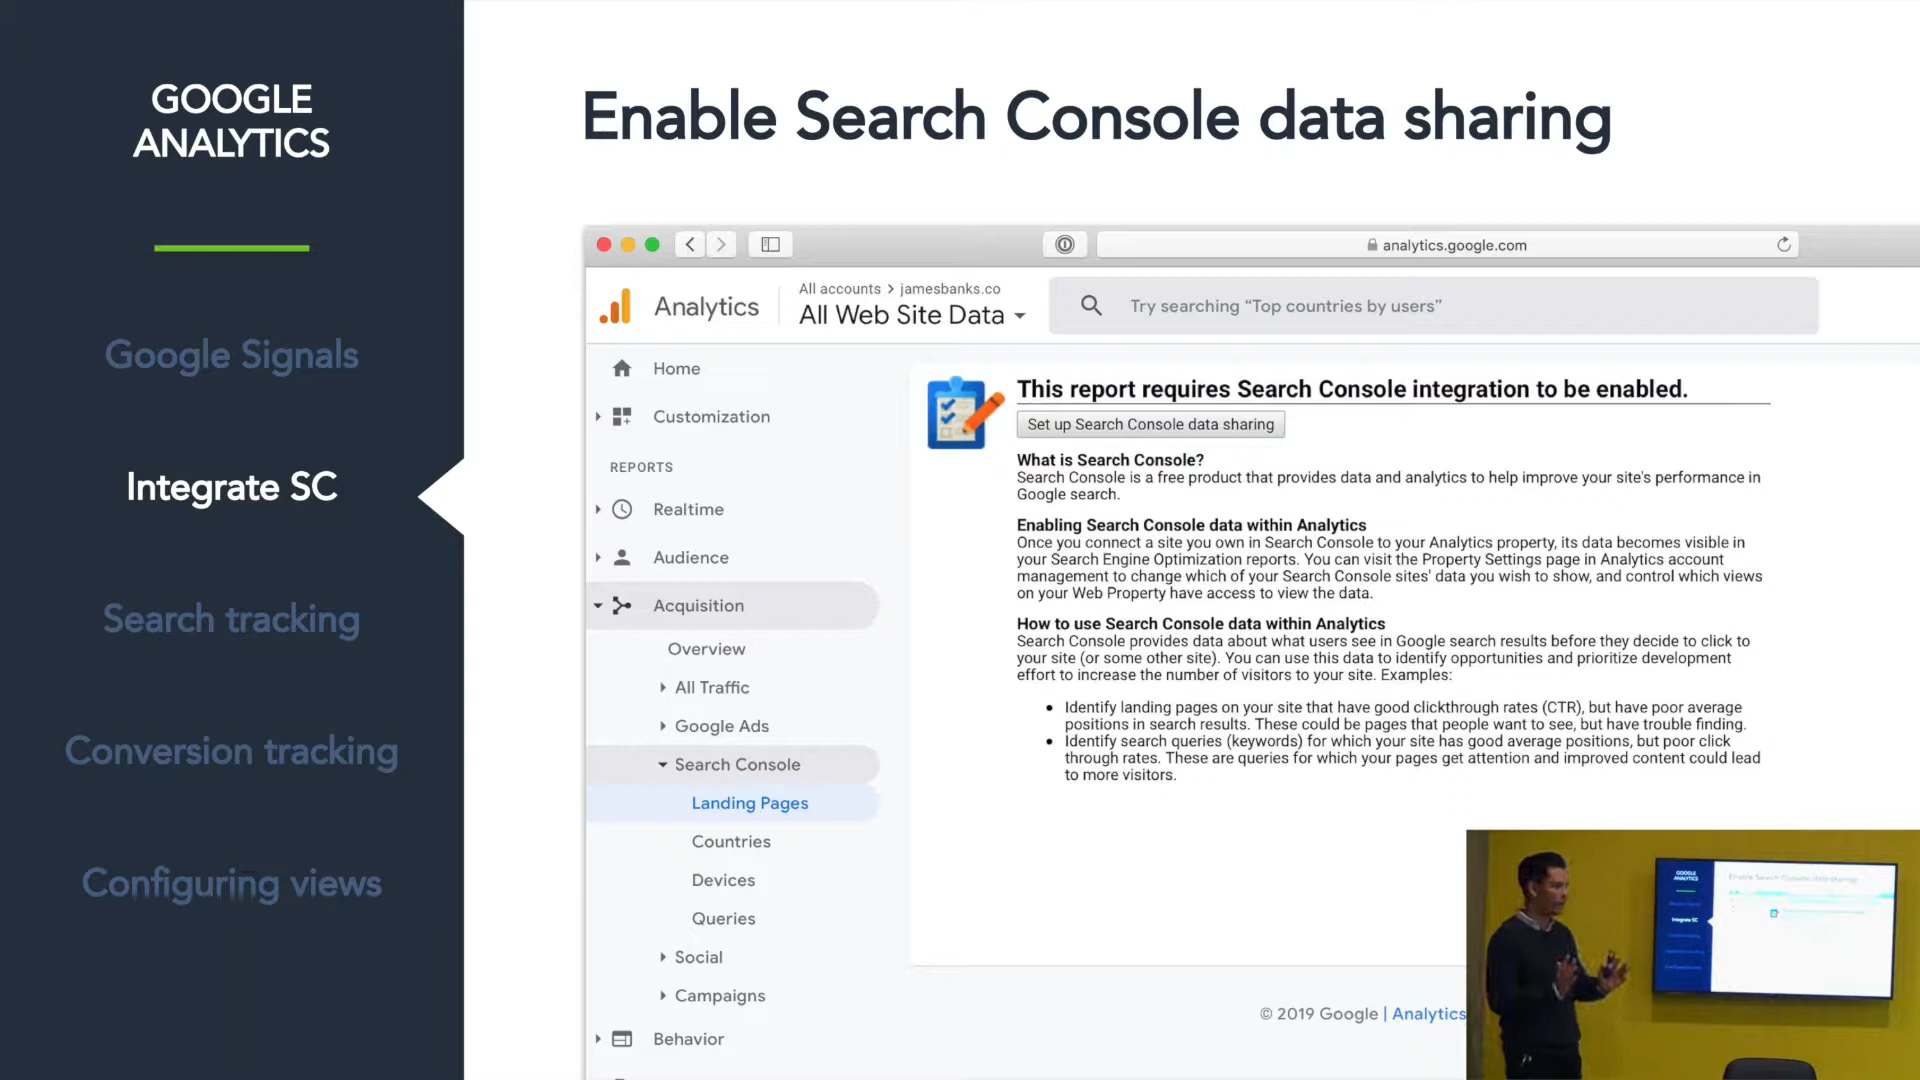 GOOGLE
ANALYTICS
Google Signals
Integrate SC
Search tracking
Conversion tracking
Configuring views
Enable Search Console data sharing
analytics.google.com
Analytics
All accounts > jamesbanks.co
All Web Site Data
Try searching “Top countries by users”
Home
Customization
REPORTS
Realtime
Audience
Acquisition
Overview
All Traffic
Google Ads
Search Console
Landing Pages
Countries
Devices
Queries
Social
Campaigns
Behavior
This report requires Search Console integration to be enabled.
Set up Search Console data sharing
What is Search Console?
Search Console is a free product that provides data and analytics to help improve your site's performance in
Google search.
Enabling Search Console data within Analytics
Once you connect a site you own in Search Console to your Analytics property, its data becomes visible in
your Search Engine Optimization reports. You can visit the Property Settings page in Analytics account
management to change which of your Search Console sites' data you wish to show, and control which views
on your Web Property have access to view the data.
How to use Search Console data within Analytics
Search Console provides data about what users see in Google search results before they decide to click to
your site (or some other site). You can use this data to identify opportunities and prioritize development
effort to increase the number of visitors to your site. Examples:
• Identify landing pages on your site that have good clickthrough rates (CTR), but have poor average
positions in search results. These could be pages that people want to see, but have trouble finding.
• Identify search queries (keywords) for which your site has good average positions, but poor click
through rates. These are queries for which your pages get attention and improved content could lead
to more visitors.
© 2019 Google | Analytics
GOOGLE
ANALYTICS
Integrate SC
Enable Search Console data sharing